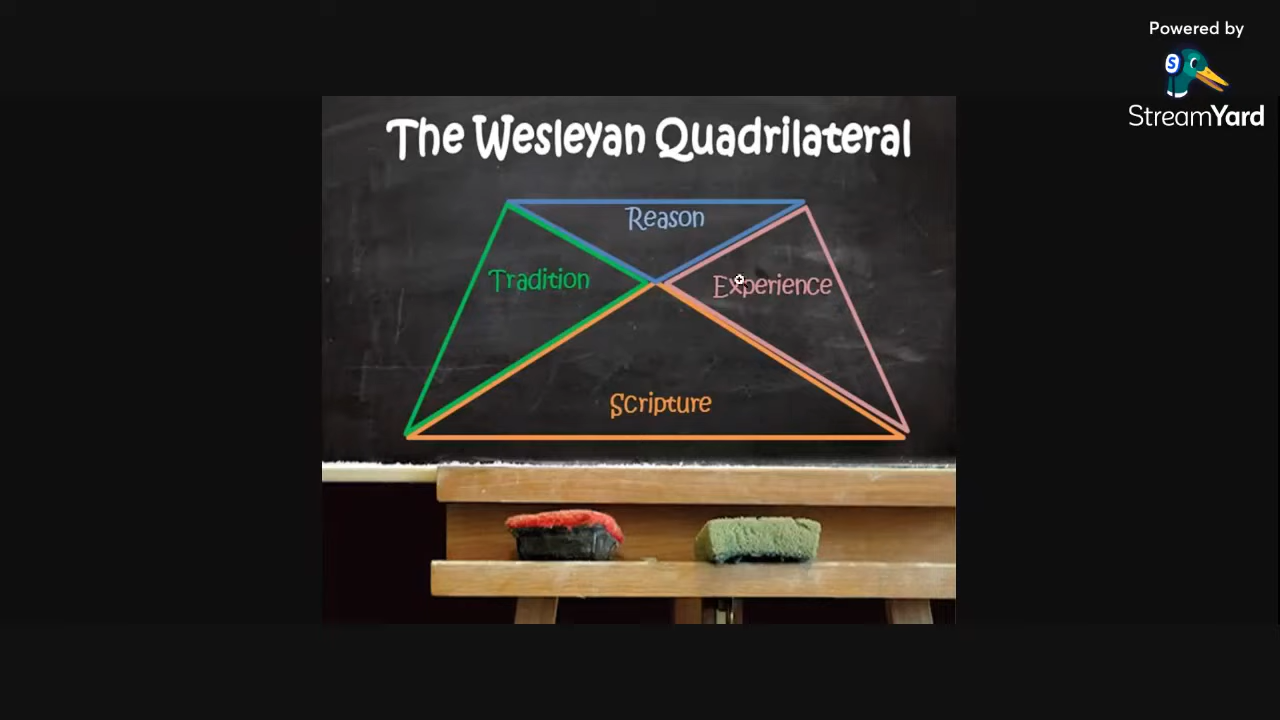 Powered by
S
StreamYard
The Wesleyan Quadrilateral
Reason
Tradition
Experience
Scripture